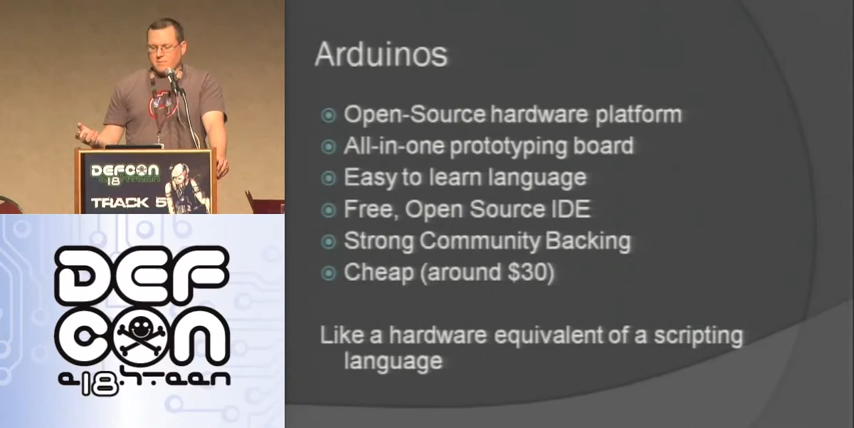 DEFCON
18
TRACK 5
DEF
CON
e18hteen
Arduinos
Open-Source hardware platform
All-in-one prototyping board
Easy to learn language
Free, Open Source IDE
Strong Community Backing
Cheap (around $30)
Like a hardware equivalent of a scripting
language